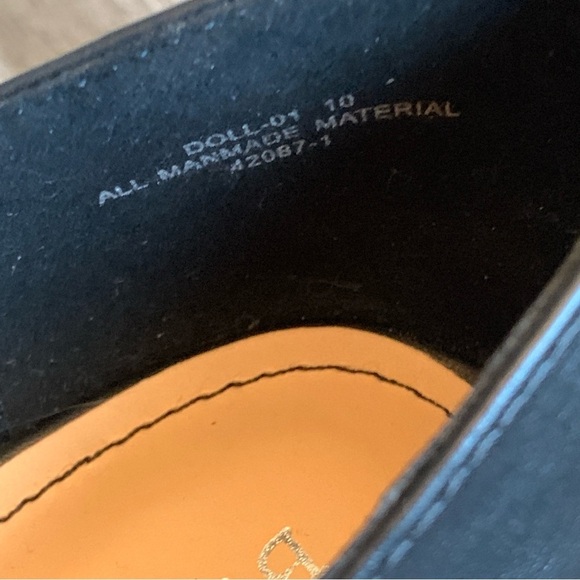 DOLL-01 10
ALL MANMADE MATERIAL
42087-1
B